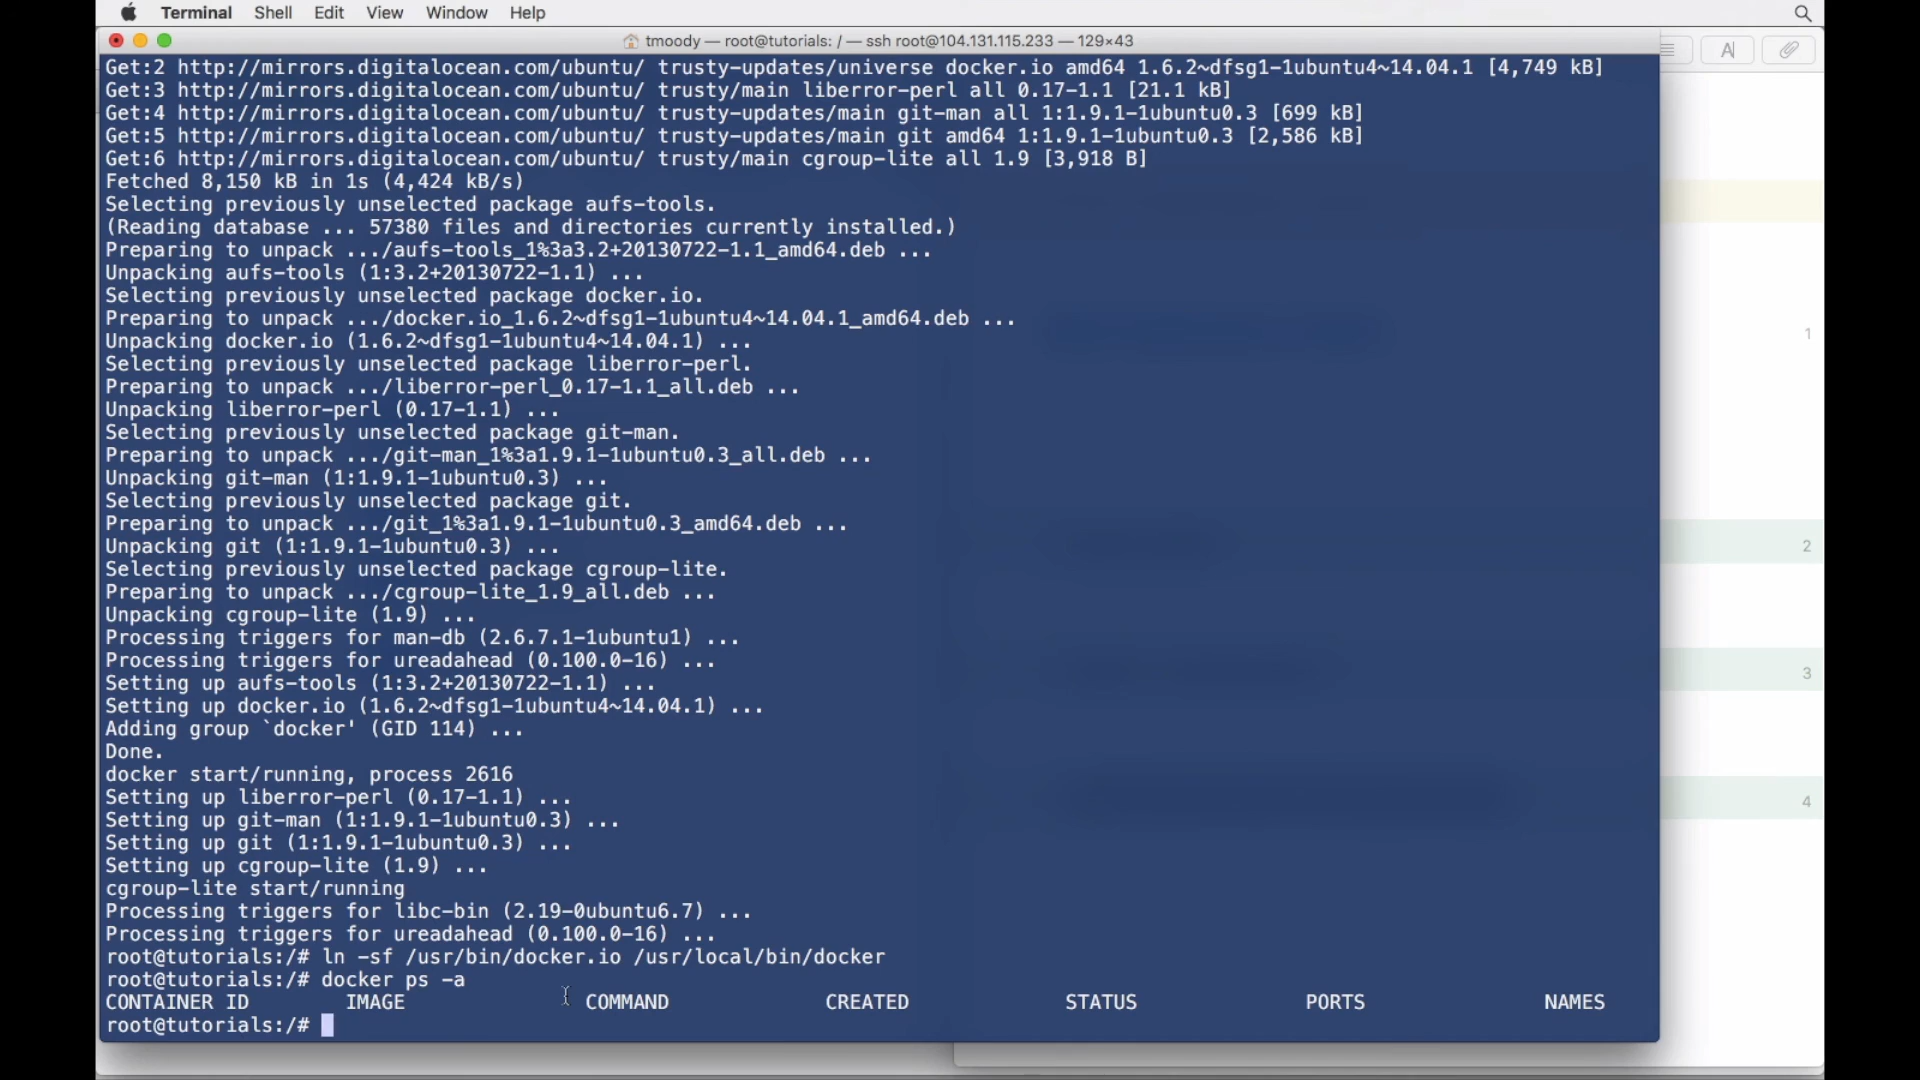 Terminal Shell Edit View Window Help
tmoody — root@tutorials: / — ssh root@104.131.115.233 — 129×43
Get:2 http://mirrors.digitalocean.com/ubuntu/ trusty-updates/universe docker.io amd64 1.6.2~dfsg1-1ubuntu4~14.04.1 [4,749 kB]
Get:3 http://mirrors.digitalocean.com/ubuntu/ trusty/main liberror-perl all 0.17-1.1 [21.1 kB]
Get:4 http://mirrors.digitalocean.com/ubuntu/ trusty-updates/main git-man all 1:1.9.1-1ubuntu0.3 [699 kB]
Get:5 http://mirrors.digitalocean.com/ubuntu/ trusty-updates/main git amd64 1:1.9.1-1ubuntu0.3 [2,586 kB]
Get:6 http://mirrors.digitalocean.com/ubuntu/ trusty/main cgroup-lite all 1.9 [3,918 B]
Fetched 8,150 kB in 1s (4,424 kB/s)
Selecting previously unselected package aufs-tools.
(Reading database ... 57380 files and directories currently installed.)
Preparing to unpack .../aufs-tools_1%3a3.2+20130722-1.1_amd64.deb ...
Unpacking aufs-tools (1:3.2+20130722-1.1) ...
Selecting previously unselected package docker.io.
Preparing to unpack .../docker.io_1.6.2~dfsg1-1ubuntu4~14.04.1_amd64.deb ...
Unpacking docker.io (1.6.2~dfsg1-1ubuntu4~14.04.1) ...
Selecting previously unselected package liberror-perl.
Preparing to unpack .../liberror-perl_0.17-1.1_all.deb ...
Unpacking liberror-perl (0.17-1.1) ...
Selecting previously unselected package git-man.
Preparing to unpack .../git-man_1%3a1.9.1-1ubuntu0.3_all.deb ...
Unpacking git-man (1:1.9.1-1ubuntu0.3) ...
Selecting previously unselected package git.
Preparing to unpack .../git_1%3a1.9.1-1ubuntu0.3_amd64.deb ...
Unpacking git (1:1.9.1-1ubuntu0.3) ...
Selecting previously unselected package cgroup-lite.
Preparing to unpack .../cgroup-lite_1.9_all.deb ...
Unpacking cgroup-lite (1.9) ...
Processing triggers for man-db (2.6.7.1-1ubuntu1) ...
Processing triggers for ureadahead (0.100.0-16) ...
Setting up aufs-tools (1:3.2+20130722-1.1) ...
Setting up docker.io (1.6.2~dfsg1-1ubuntu4~14.04.1) ...
Adding group `docker' (GID 114) ...
Done.
docker start/running, process 2616
Setting up liberror-perl (0.17-1.1) ...
Setting up git-man (1:1.9.1-1ubuntu0.3) ...
Setting up git (1:1.9.1-1ubuntu0.3) ...
Setting up cgroup-lite (1.9) ...
cgroup-lite start/running
Processing triggers for libc-bin (2.19-0ubuntu6.7) ...
Processing triggers for ureadahead (0.100.0-16) ...
root@tutorials:/# ln -sf /usr/bin/docker.io /usr/local/bin/docker
root@tutorials:/# docker ps -a
CONTAINER ID IMAGE COMMAND CREATED STATUS PORTS NAMES
root@tutorials:/#
A
1
2
3
4